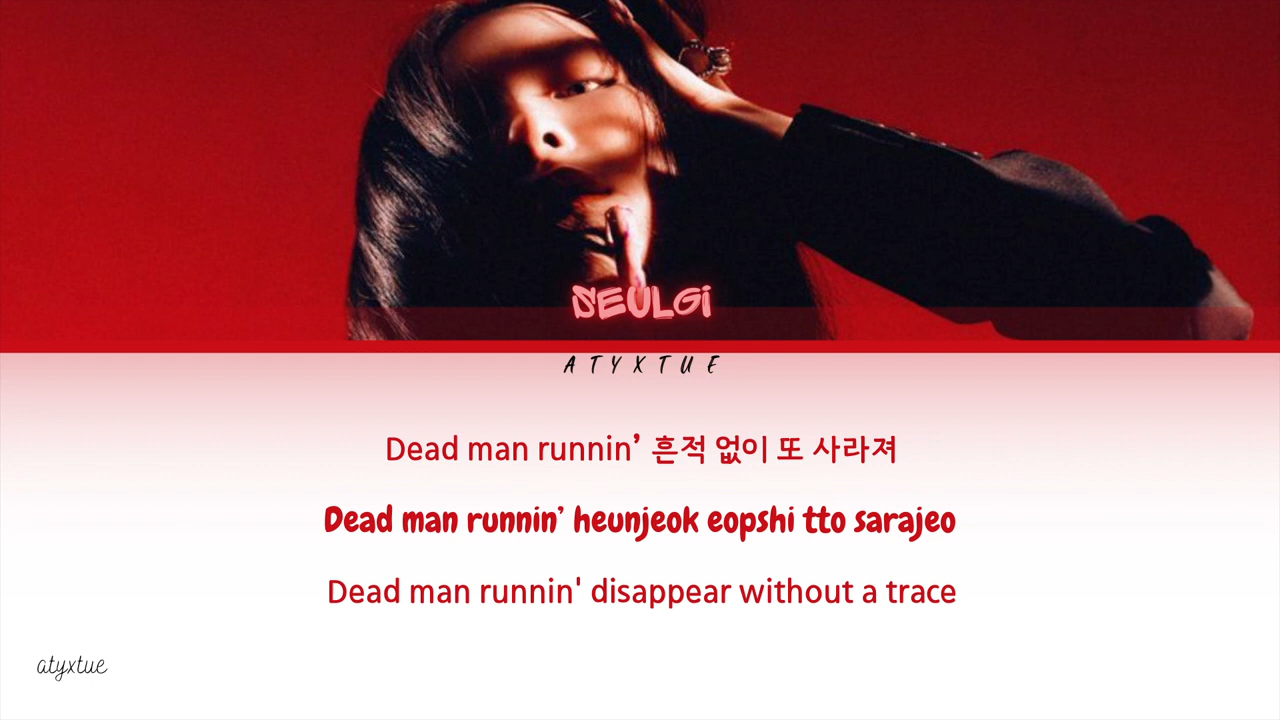 SEULGi
ATYXTUE
Dead man runnin’ 흔적 없이 또 사라져
Dead man runnin’ heunjeok eopshi tto sarajeo
Dead man runnin' disappear without a trace
atyxtue